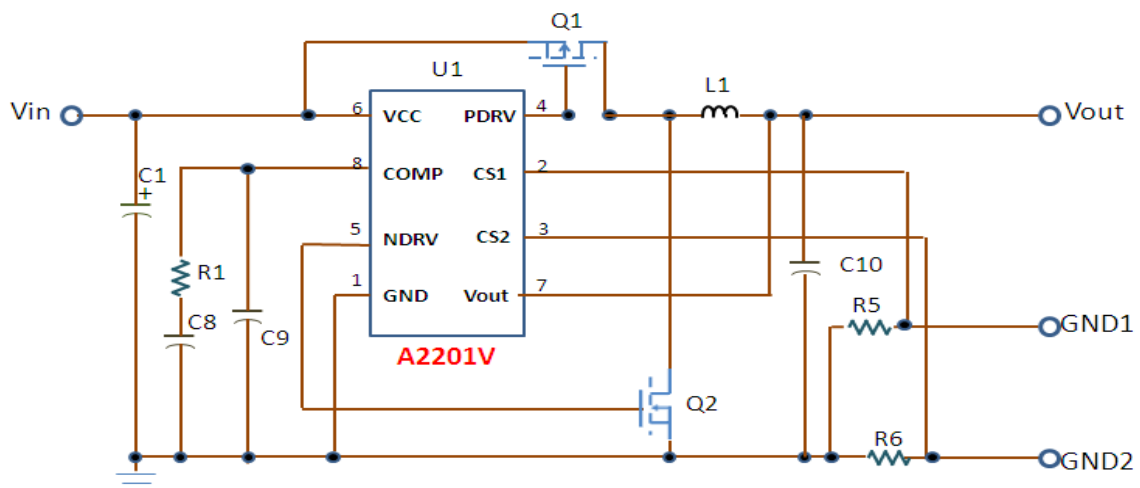 Q1
U1
L1
Vin
6
VCC
PDRV
4
Vout
C1
+
8
COMP
CS1
2
5
NDRV
CS2
3
R1
C10
1
GND
Vout
7
R5
C8
C9
GND1
A2201V
Q2
R6
GND2